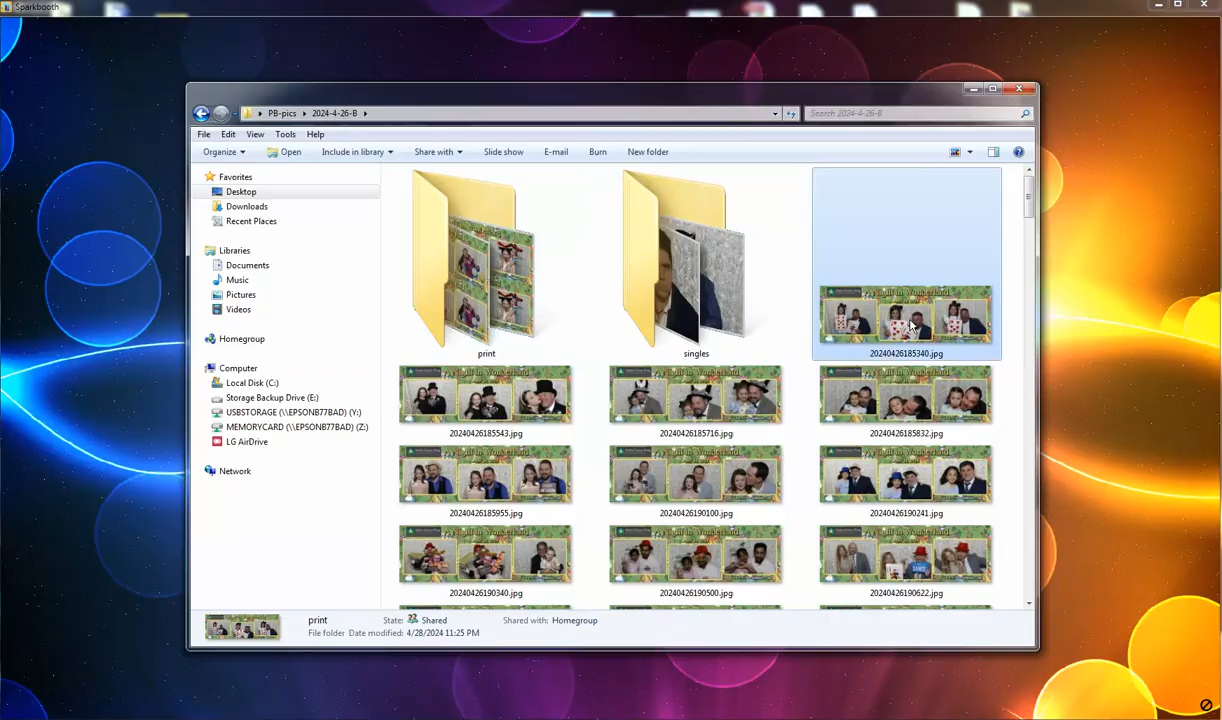 Sparkbooth
PB-pics 2024-4-26-B
Search 2024-4-26-B
File Edit View Tools Help
Organize Open Include in library Share with Slide show E-mail Burn New folder
Favorites
Desktop
Downloads
Recent Places
Libraries
Documents
Music
Pictures
Videos
Homegroup
Computer
Local Disk (C:)
Storage Backup Drive (E:)
USBSTORAGE (\\EPSONB77BAD) (Y:)
MEMORYCARD (\\EPSONB77BAD) (Z:)
LG AirDrive
Network
print
singles
20240426185340.jpg
20240426185543.jpg
20240426185716.jpg
20240426185832.jpg
20240426185955.jpg
20240426190100.jpg
20240426190241.jpg
20240426190340.jpg
20240426190500.jpg
20240426190622.jpg
print State: Shared Shared with: Homegroup
File folder Date modified: 4/28/2024 11:25 PM